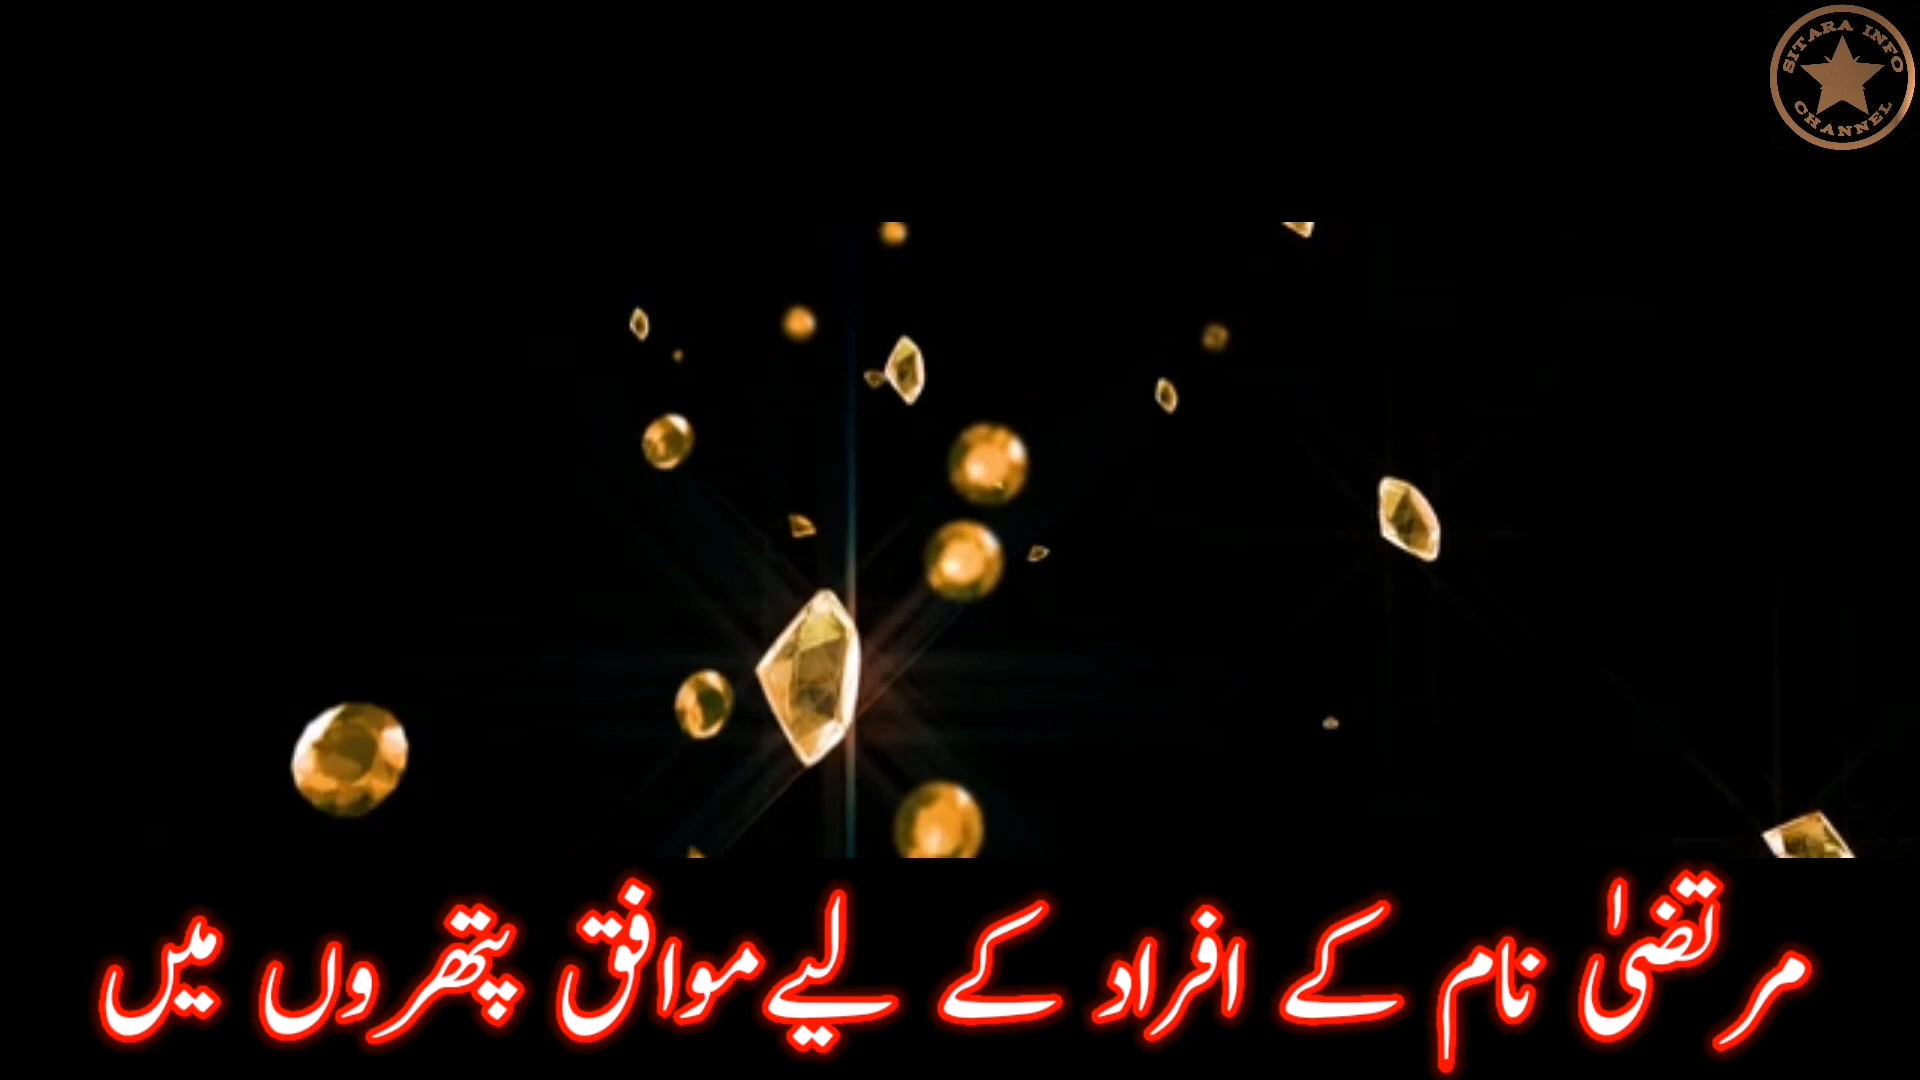 SITARA INFO
CHANNEL
مرتضیٰ نام کے افراد کے لیے موافق پتھروں میں